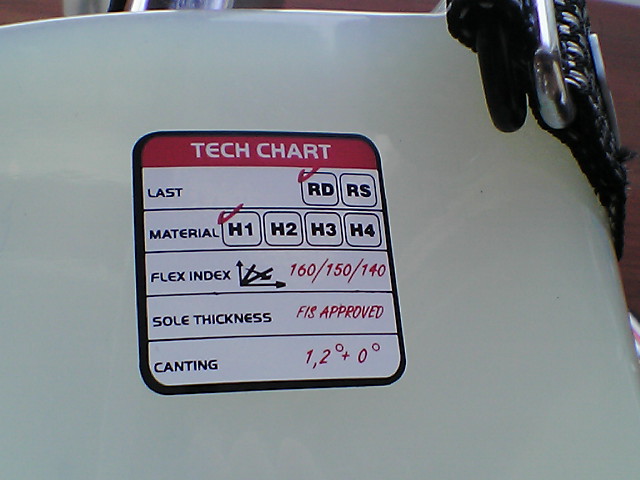 TECH CHART
LAST RD RS
MATERIAL H1 H2 H3 H4
FLEX INDEX 160/150/140
SOLE THICKNESS FIS APPROVED
CANTING 1,2°+ 0°